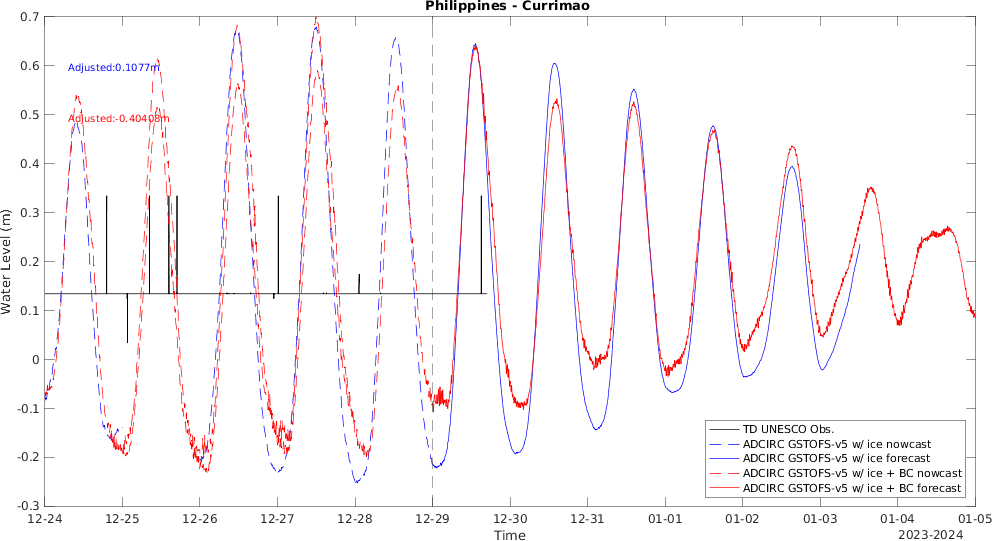 Philippines - Currimao
0.7
0.6
0.5
0.4
0.3
0.2
0.1
0
-0.1
-0.2
-0.3
Water Level (m)
Adjusted:0.1077m
Adjusted:-0.40408m
TD UNESCO Obs.
ADCIRC GSTOFS-v5 w/ ice nowcast
ADCIRC GSTOFS-v5 w/ ice forecast
ADCIRC GSTOFS-v5 w/ ice + BC nowcast
ADCIRC GSTOFS-v5 w/ ice + BC forecast
12-24 12-25 12-26 12-27 12-28 12-29 12-30 12-31 01-01 01-02 01-03 01-04 01-05
Time
2023-2024